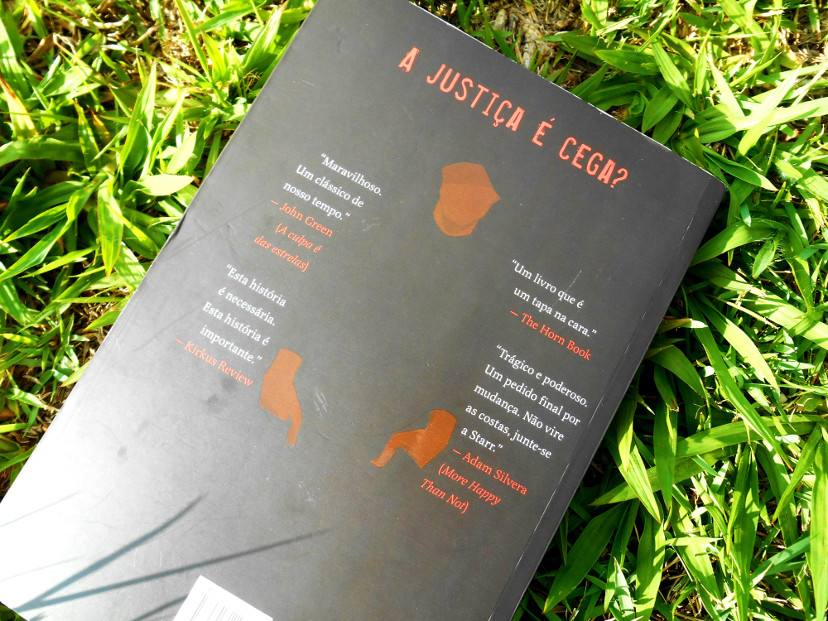 A JUSTIÇA É CEGA?
"Maravilhoso.
Um clássico de
nosso tempo."
— John Green
(A culpa é
das estrelas)
"Esta história
é necessária.
Esta história é
importante."
— Kirkus Review
"Um livro que é
um tapa na cara."
— The Horn Book
"Trágico e poderoso.
Um pedido final por
mudança. Não vire
as costas, junte-se
a Starr."
— Adam Silvera
(More Happy
Than Not)